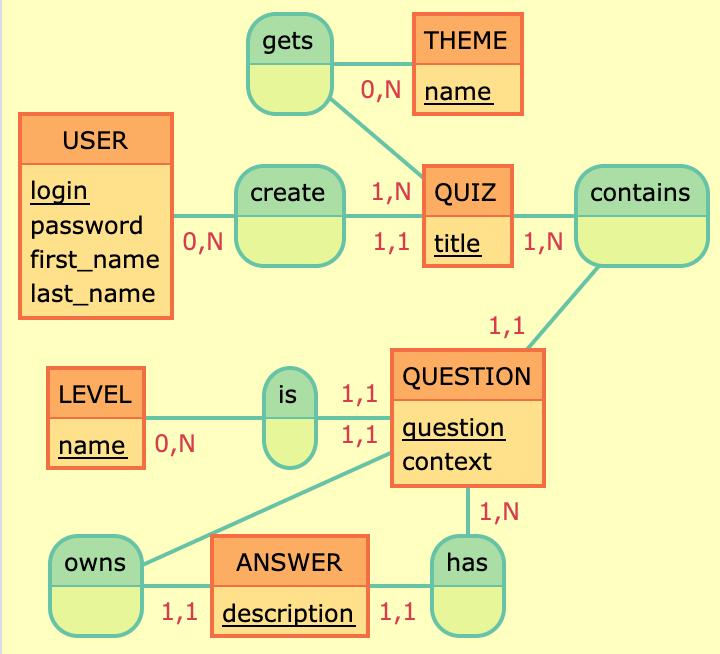 gets
THEME
0,N
name
USER
login
password
first_name
last_name
0,N
create
1,N
1,1
QUIZ
title
1,N
contains
1,1
LEVEL
name
0,N
is
1,1
1,1
QUESTION
question
context
1,N
owns
1,1
ANSWER
description
1,1
has